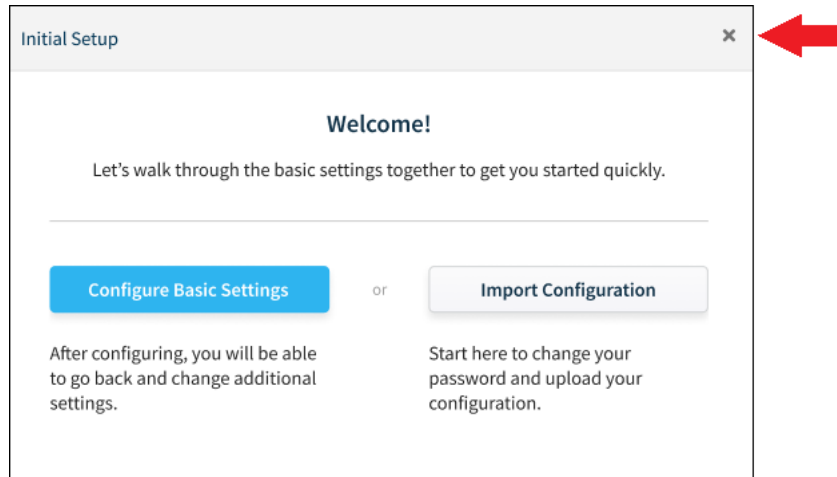 Initial Setup
Welcome!
Let's walk through the basic settings together to get you started quickly.
Configure Basic Settings or Import Configuration
After configuring, you will be able
to go back and change additional
settings.
Start here to change your
password and upload your
configuration.